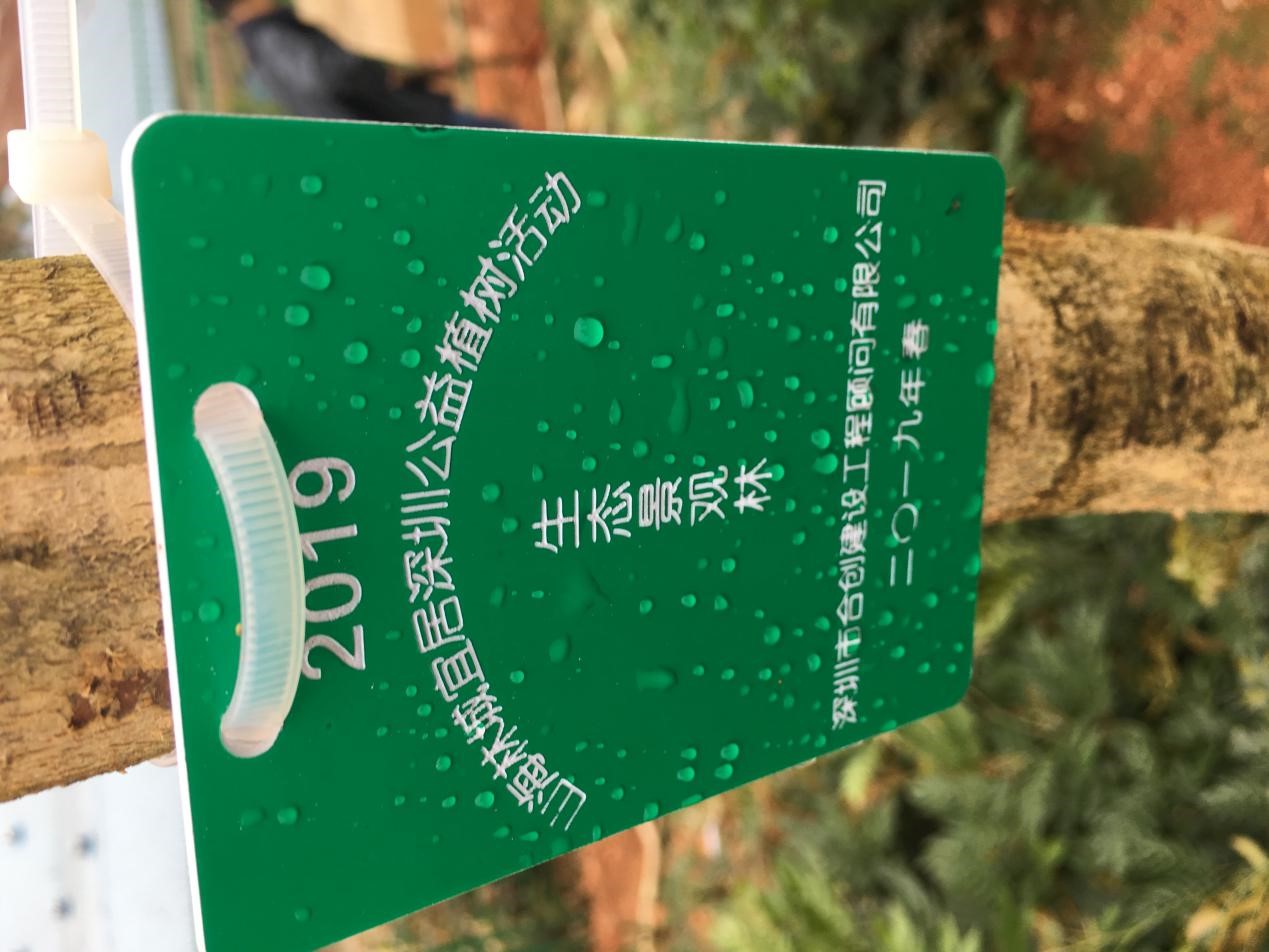 2019
山海林城宜居深圳公益植树活动
生态景观林
深圳市合创建设工程顾问有限公司
二〇一九年春